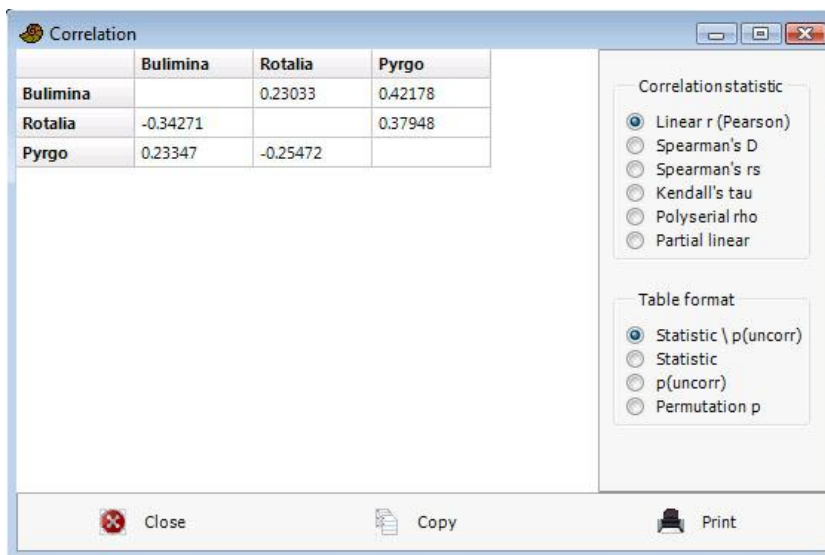 Correlation
Bulimina Rotalia Pyrgo
Bulimina 0.23033 0.42178
Rotalia -0.34271 0.37948
Pyrgo 0.23347 -0.25472
Correlation statistic
Linear r (Pearson)
Spearman's D
Spearman's rs
Kendall's tau
Polyserial rho
Partial linear
Table format
Statistic \ p(uncorr)
Statistic
p(uncorr)
Permutation p
Close Copy Print